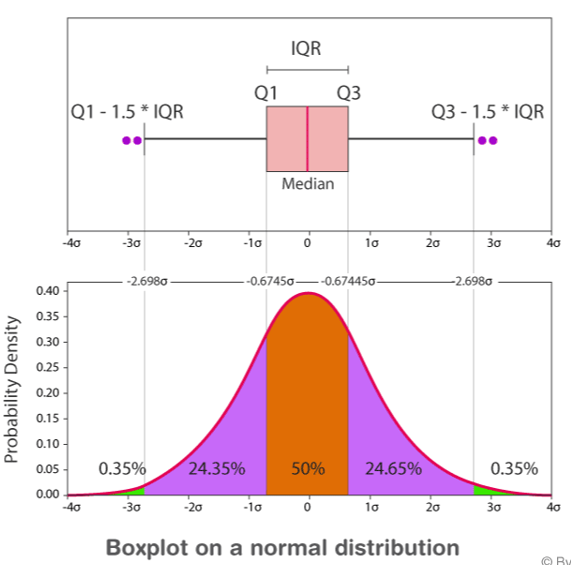 IQR
Q1 Q3
Q1 - 1.5 * IQR Q3 - 1.5 * IQR
Median
-4σ -3σ -2σ -1σ 0 1σ 2σ 3σ 4σ
-2.698σ -0.6745σ -0.67445σ -2.698σ
Probability Density
0.40
0.35
0.30
0.25
0.20
0.15
0.10
0.05
0.00
0.35% 24.35% 50% 24.65% 0.35%
-4σ -3σ -2σ -1σ 0 1σ 2σ 3σ 4σ
Boxplot on a normal distribution
© By